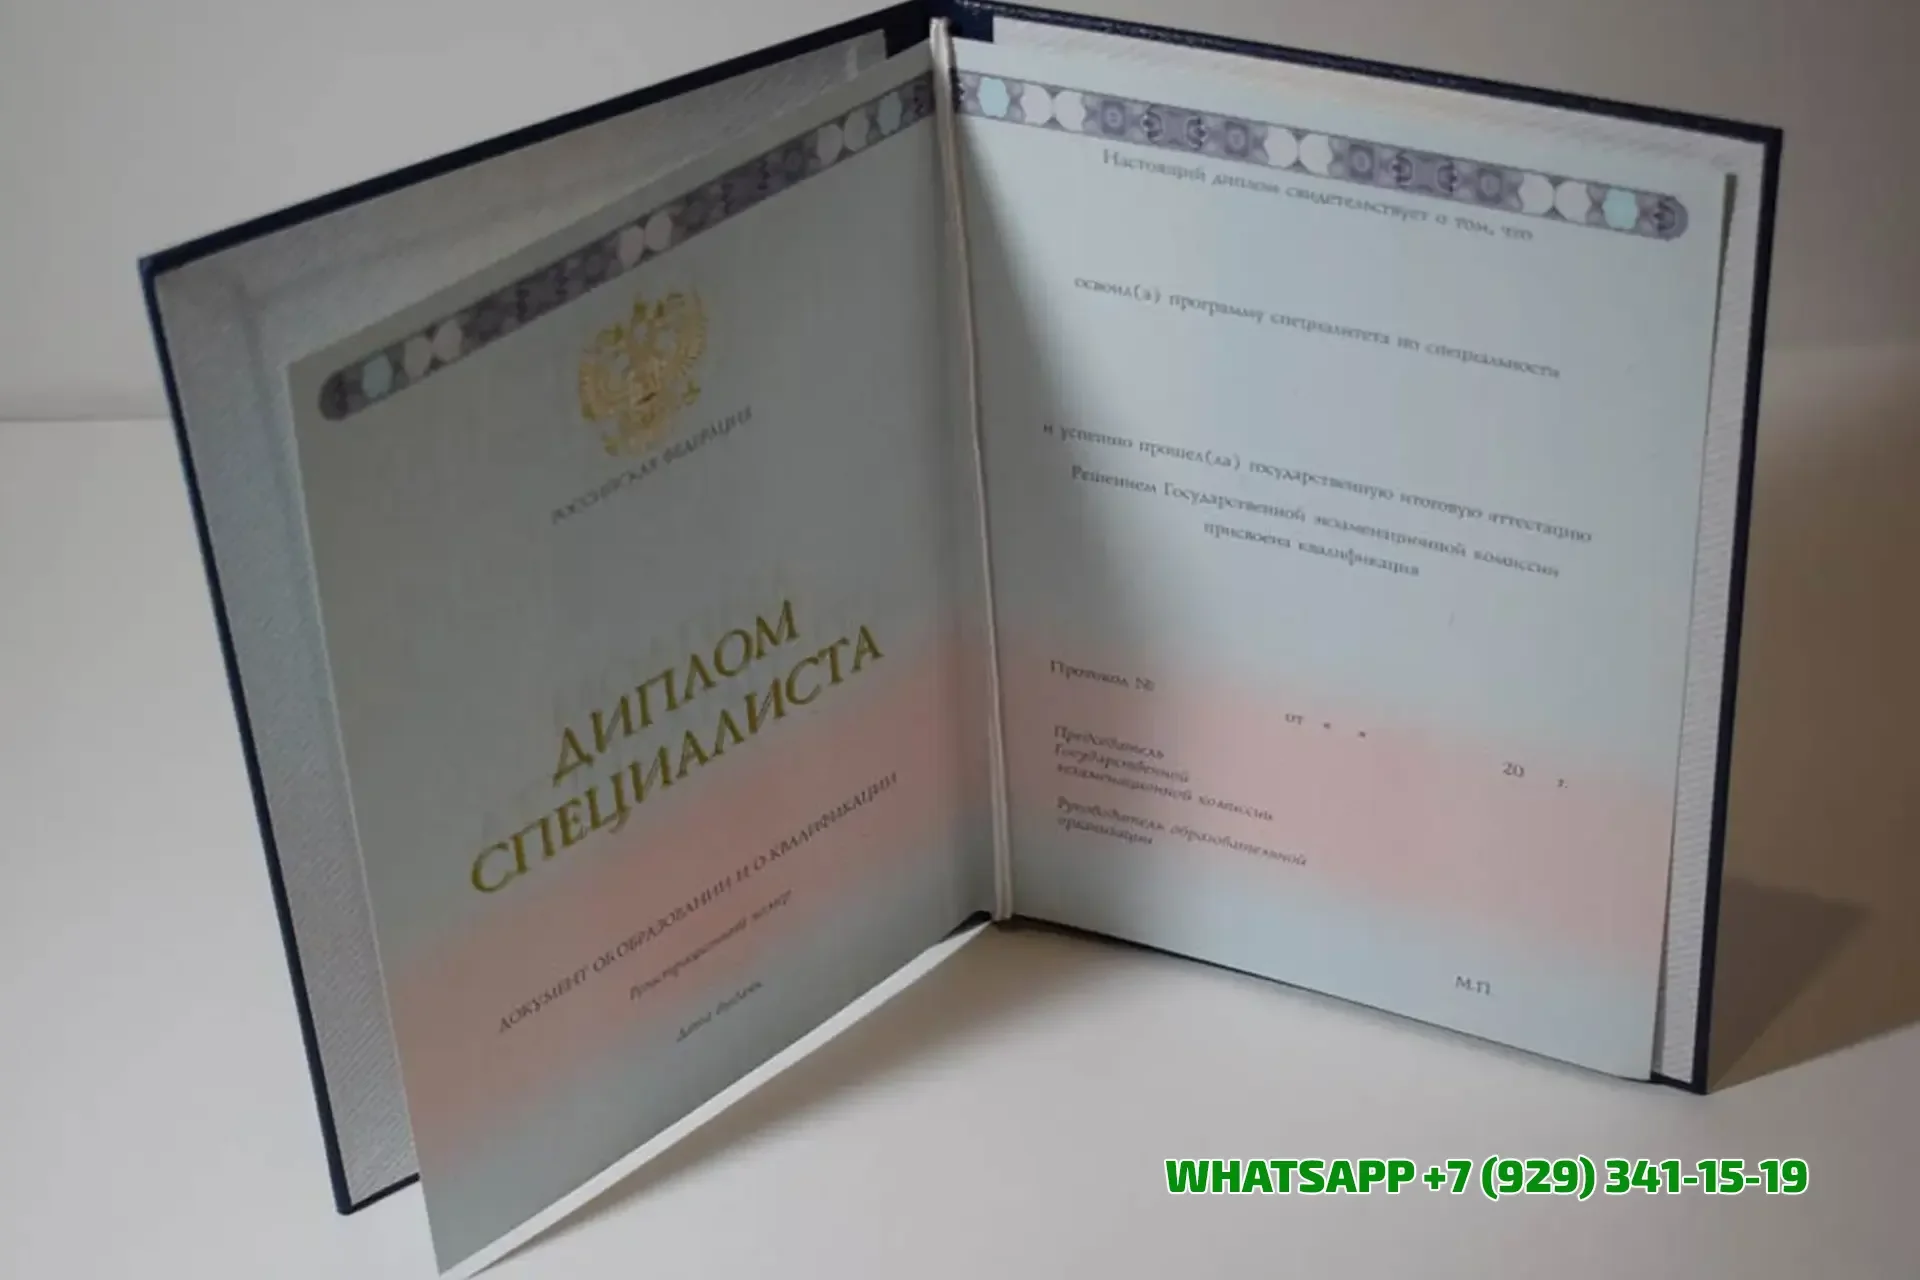 РОССИЙСКАЯ ФЕДЕРАЦИЯ
ДИПЛОМ
СПЕЦИАЛИСТА
ДОКУМЕНТ ОБ ОБРАЗОВАНИИ И О КВАЛИФИКАЦИИ
Регистрационный номер
Дата выдачи
Настоящий диплом свидетельствует о том, что
освоил(а) программу специалитета по специальности
и успешно прошел(ла) государственную итоговую аттестацию
Решением Государственной экзаменационной комиссии
присвоена квалификация
Протокол №
от « »
20 г.
Председатель
Государственной
экзаменационной комиссии
Руководитель образовательной
организации
М.П.
WHATSAPP +7 (929) 341-15-19